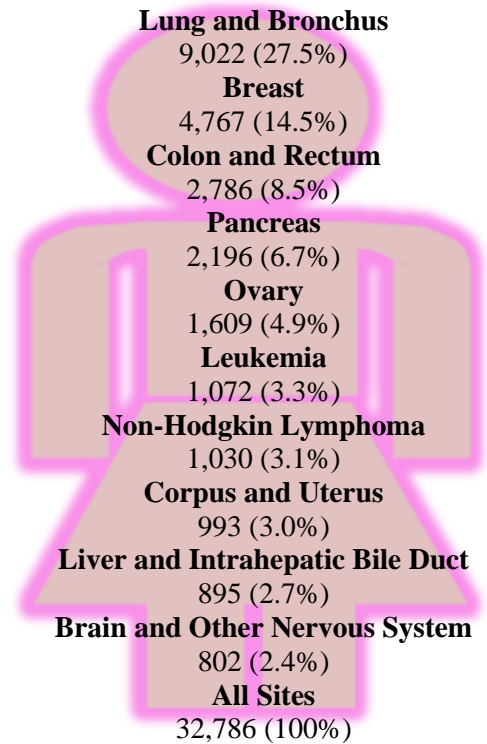 Lung and Bronchus
9,022 (27.5%)
Breast
4,767 (14.5%)
Colon and Rectum
2,786 (8.5%)
Pancreas
2,196 (6.7%)
Ovary
1,609 (4.9%)
Leukemia
1,072 (3.3%)
Non-Hodgkin Lymphoma
1,030 (3.1%)
Corpus and Uterus
993 (3.0%)
Liver and Intrahepatic Bile Duct
895 (2.7%)
Brain and Other Nervous System
802 (2.4%)
All Sites
32,786 (100%)